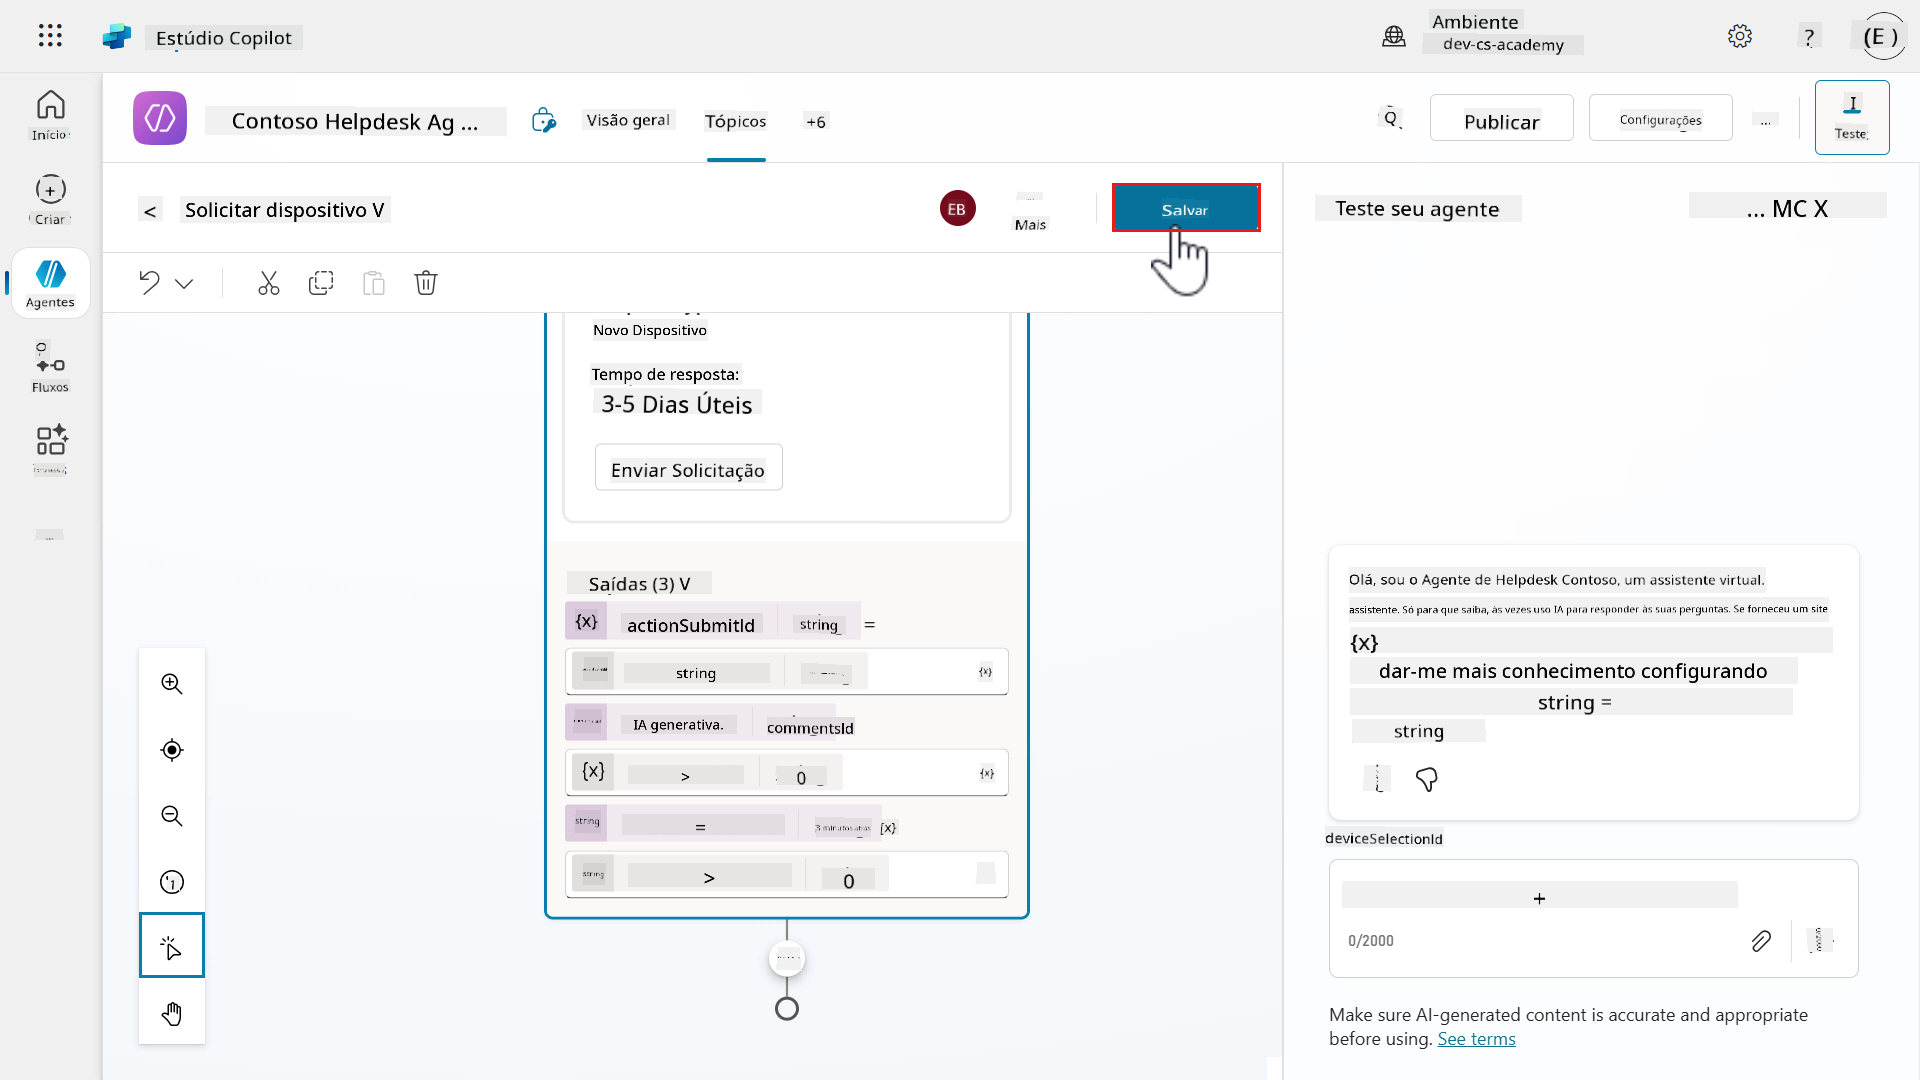 Estúdio Copilot
Ambiente
dev-cs-academy
?
(E )
Início
Criar
Agentes
Fluxos
Contoso Helpdesk Ag ...
Visão geral
Tópicos
+6
Q
Publicar
Configurações
...
I
Teste
<
Solicitar dispositivo V
EB
Mais
Salvar
Teste seu agente
... MC X
Novo Dispositivo
Tempo de resposta:
3-5 Dias Úteis
Enviar Solicitação
Saídas (3) V
{x} actionSubmitId string =
string {x}
IA generativa. commentsId
{x} > 0 {x}
string = 3 minutos atrás {x}
string > 0
Olá, sou o Agente de Helpdesk Contoso, um assistente virtual.
assistente. Só para que saiba, às vezes uso IA para responder às suas perguntas. Se forneceu um site
{x}
dar-me mais conhecimento configurando
string =
string
deviceSelectionId
+
0/2000
Make sure AI-generated content is accurate and appropriate
before using. See terms